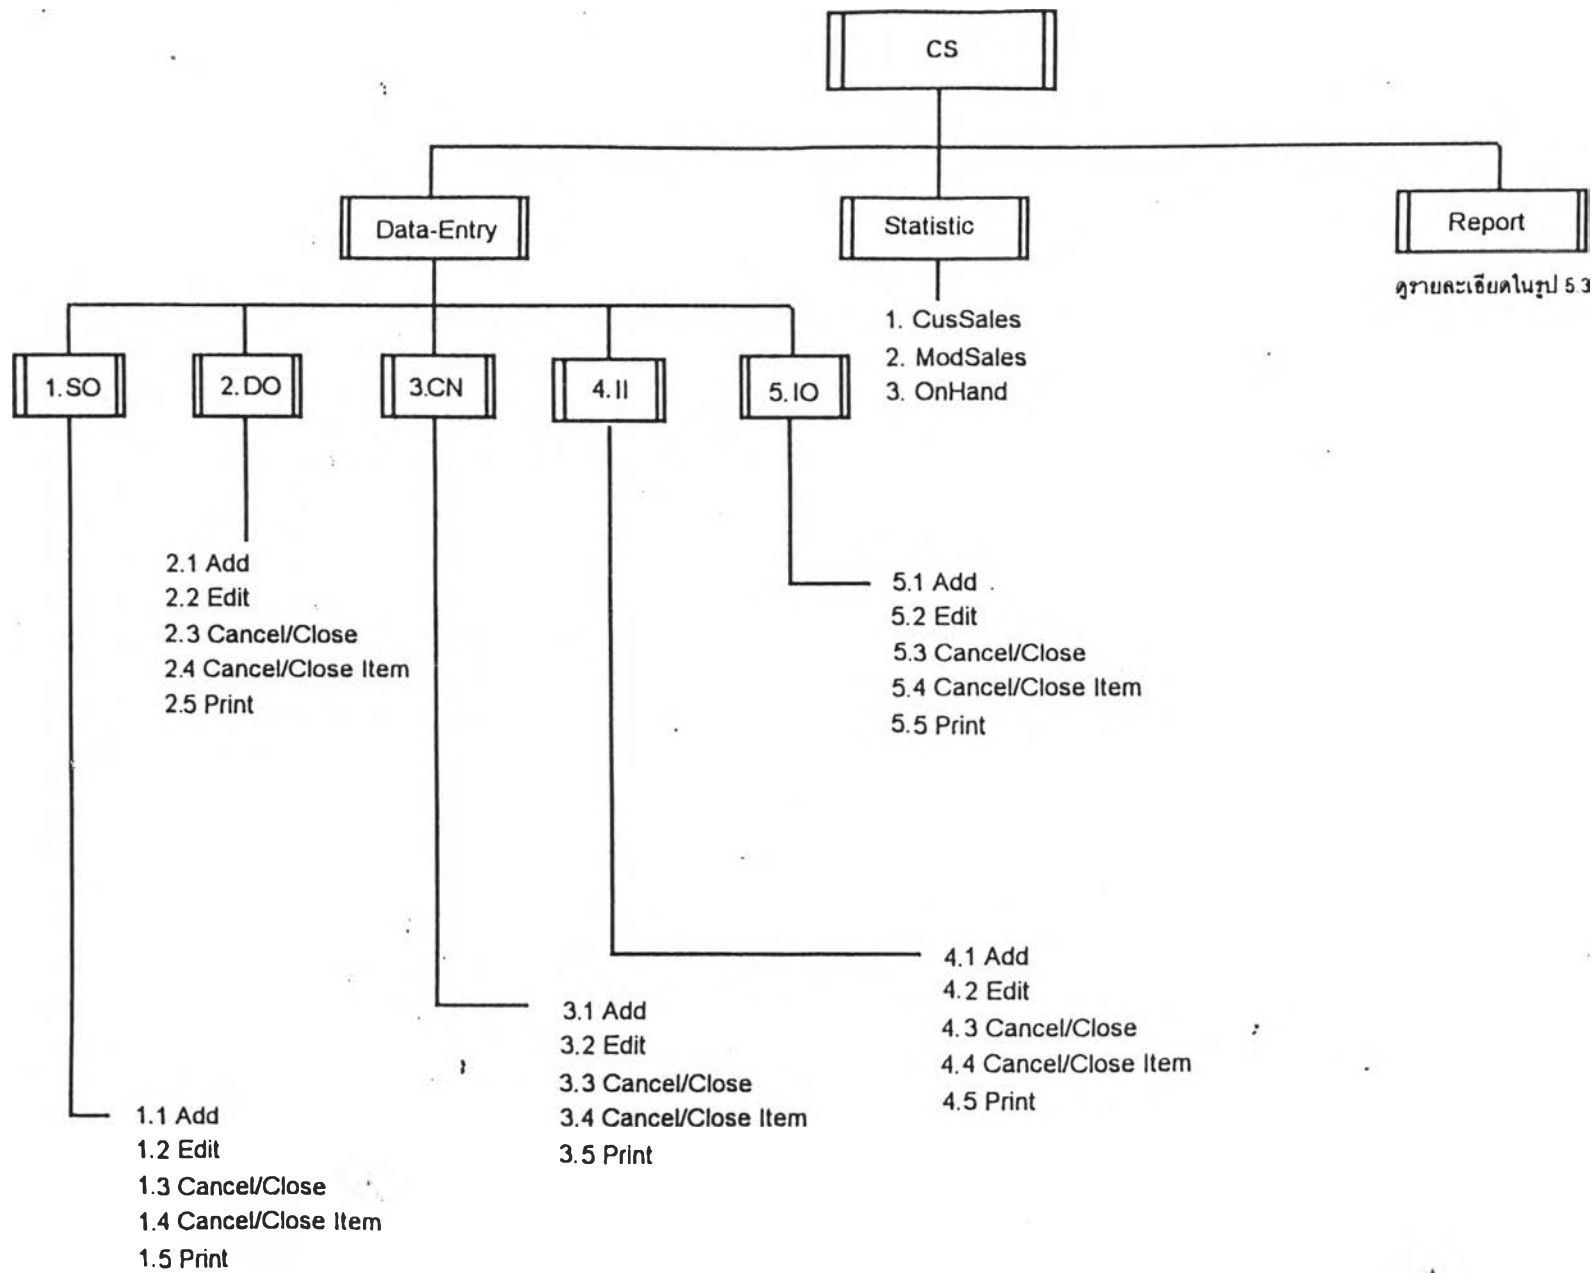 CS
Data-Entry
Statistic
Report
ดูรายละเอียดในรูป 5.3
1. CusSales
2. ModSales
3. OnHand
1.SO
2.DO
3.CN
4.II
5.IO
2.1 Add
2.2 Edit
2.3 Cancel/Close
2.4 Cancel/Close Item
2.5 Print
5.1 Add
5.2 Edit
5.3 Cancel/Close
5.4 Cancel/Close Item
5.5 Print
4.1 Add
4.2 Edit
4.3 Cancel/Close
4.4 Cancel/Close Item
4.5 Print
3.1 Add
3.2 Edit
3.3 Cancel/Close
3.4 Cancel/Close Item
3.5 Print
1.1 Add
1.2 Edit
1.3 Cancel/Close
1.4 Cancel/Close Item
1.5 Print